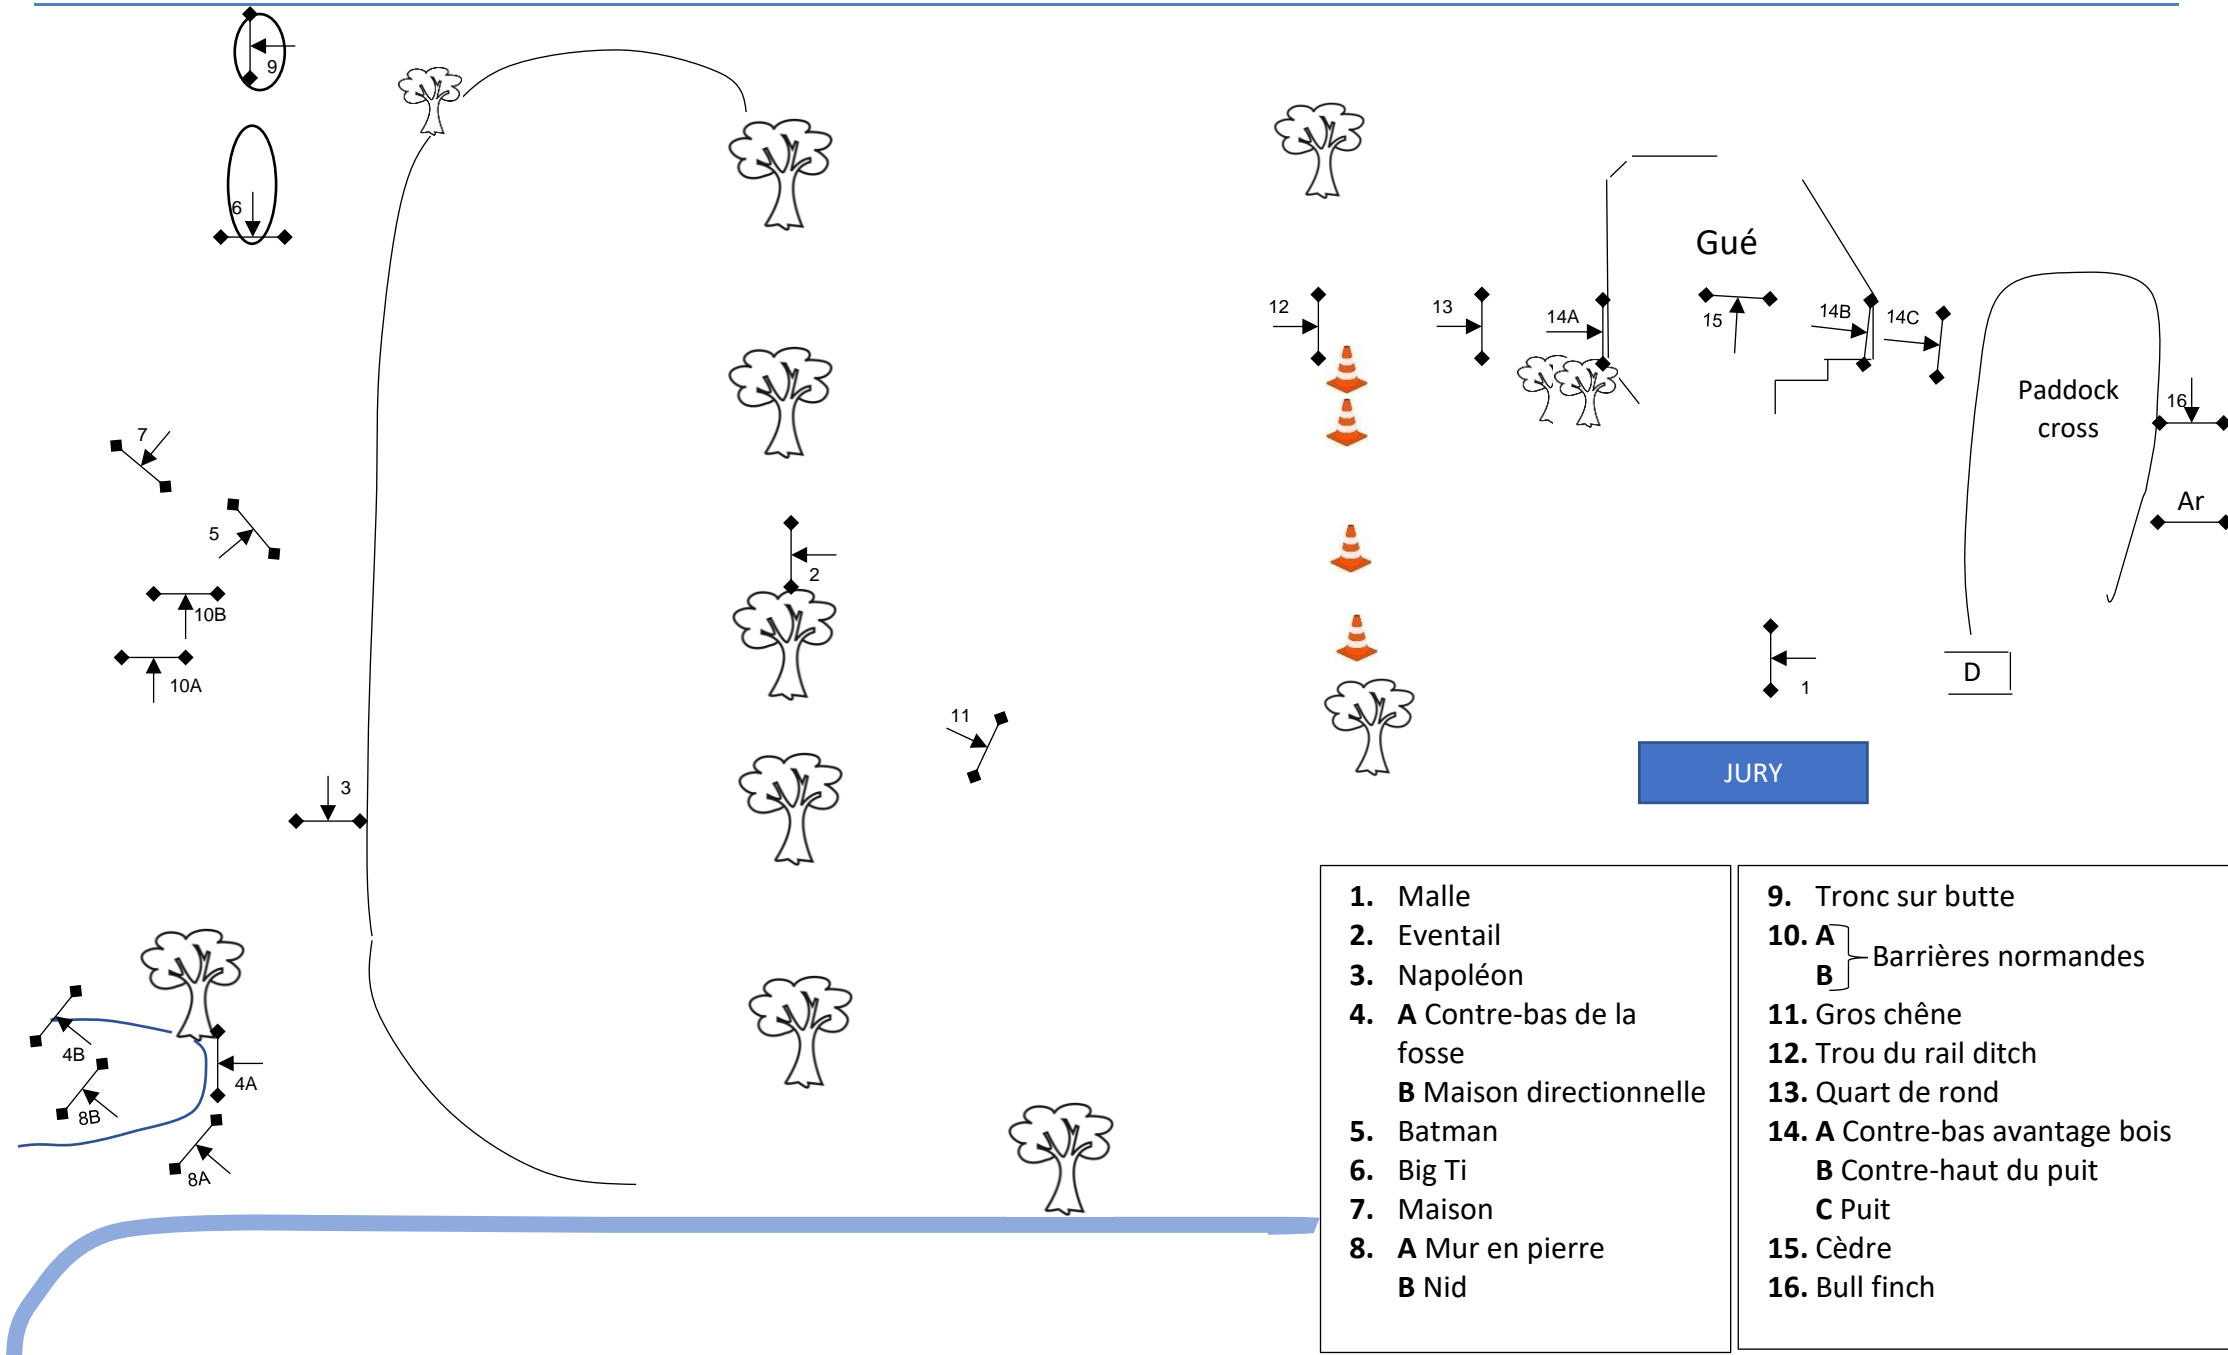 9
6
Gué
12
13
14A
15
14B
14C
Paddock
cross
16
7
Ar
5
2
10B
10A
D
1
11
JURY
3
4B
4A
8B
8A
1. Malle
2. Eventail
3. Napoléon
4. A Contre-bas de la
fosse
B Maison directionnelle
5. Batman
6. Big Ti
7. Maison
8. A Mur en pierre
B Nid
9. Tronc sur butte
10. A
Barrières normandes
B
11. Gros chêne
12. Trou du rail ditch
13. Quart de rond
14. A Contre-bas avantage bois
B Contre-haut du puit
C Puit
15. Cèdre
16. Bull finch